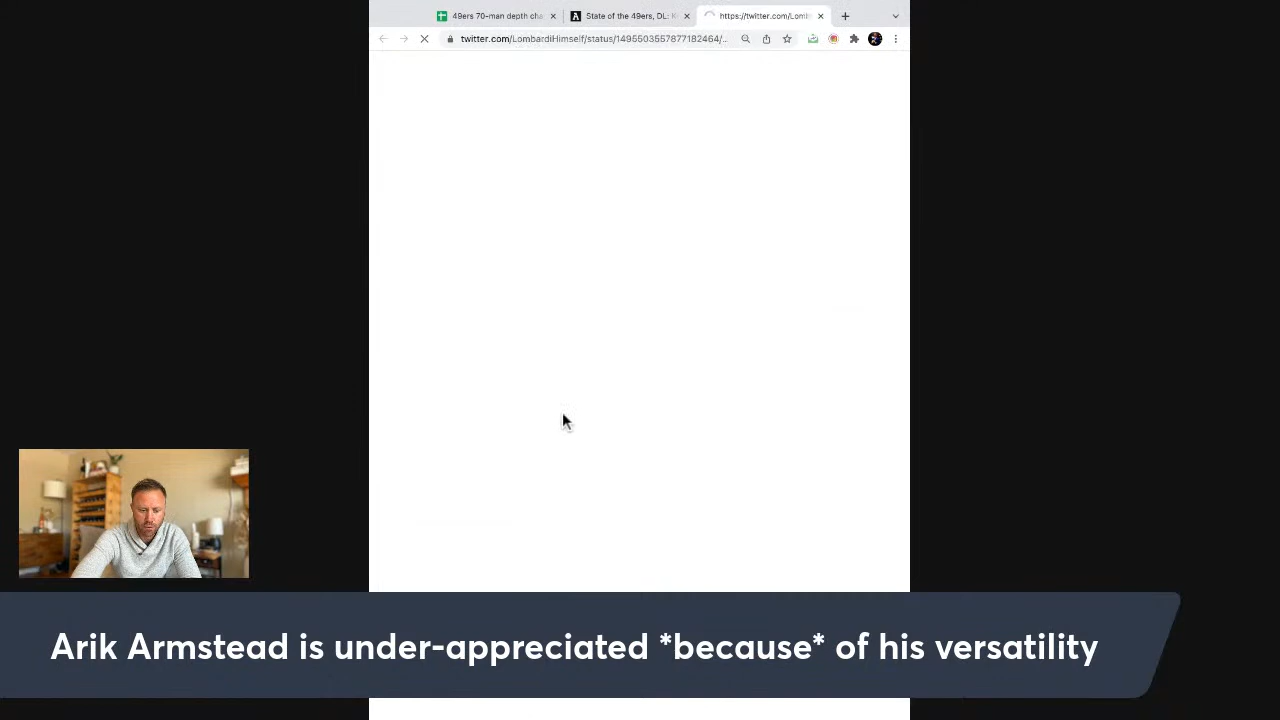 49ers 70-man depth cha
State of the 49ers, DL:
https://twitter.com/Lomb
twitter.com/LombardiHimself/status/1495503557877182464/...
Arik Armstead is under-appreciated *because* of his versatility